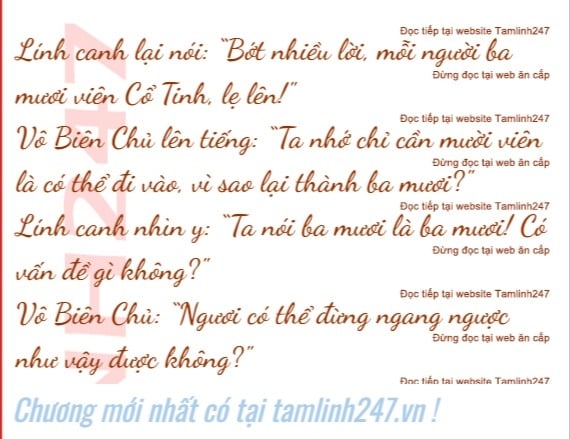 Đọc tiếp tại website Tamlinh247
Lính canh lại nói: “Bớt nhiều lời, mỗi người ba
Đừng đọc tại web ăn cắp
mươi viên Cổ Tinh, lẹ lên!”
Đọc tiếp tại website Tamlinh247
Vô Biên Chủ lên tiếng: “Ta nhớ chỉ cần mười viên
Đừng đọc tại web ăn cắp
là có thể đi vào, vì sao lại thành ba mươi?”
Đọc tiếp tại website Tamlinh247
Lính canh nhìn y: “Ta nói ba mươi là ba mươi! Có
Đừng đọc tại web ăn cắp
vấn đề gì không?”
Đọc tiếp tại website Tamlinh247
Vô Biên Chủ: “Ngươi có thể đừng ngang ngược
Đừng đọc tại web ăn cắp
như vậy được không?”
Đọc tiếp tại website Tamlinh247
NH247
Chương mới nhất có tại tamlinh247.vn !